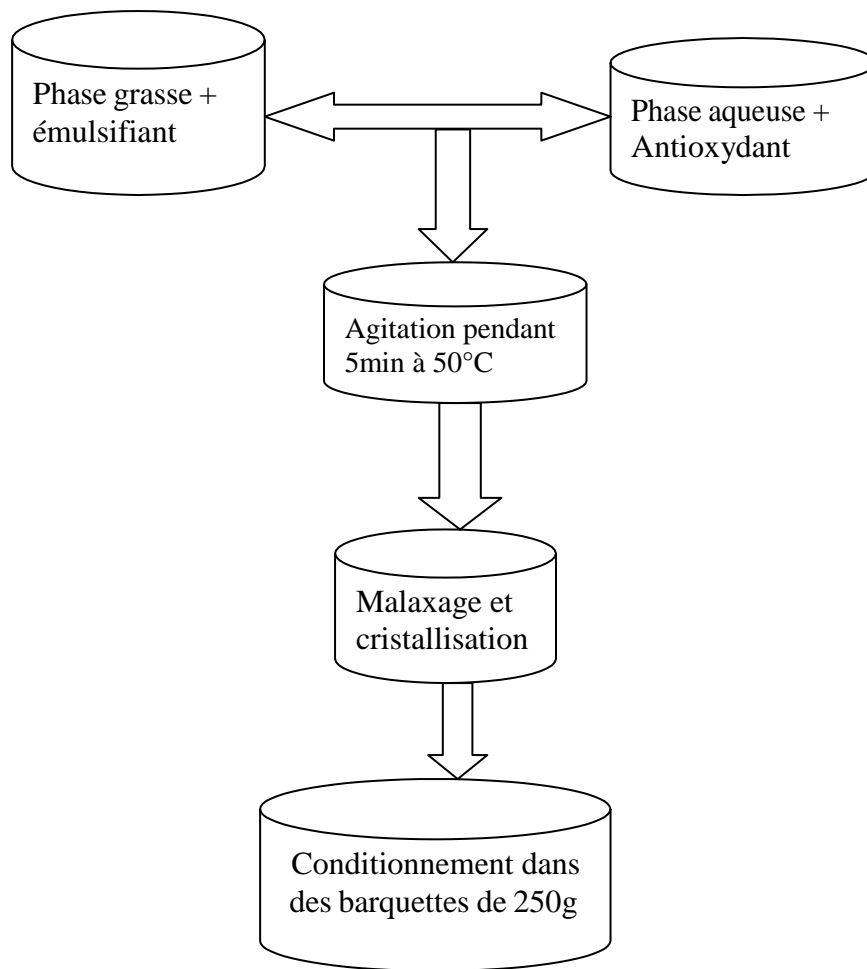 Phase grasse +
émulsifiant
Phase aqueuse +
Antioxydant
Agitation pendant
5min à 50°C
Malaxage et
cristallisation
Conditionnement dans
des barquettes de 250g